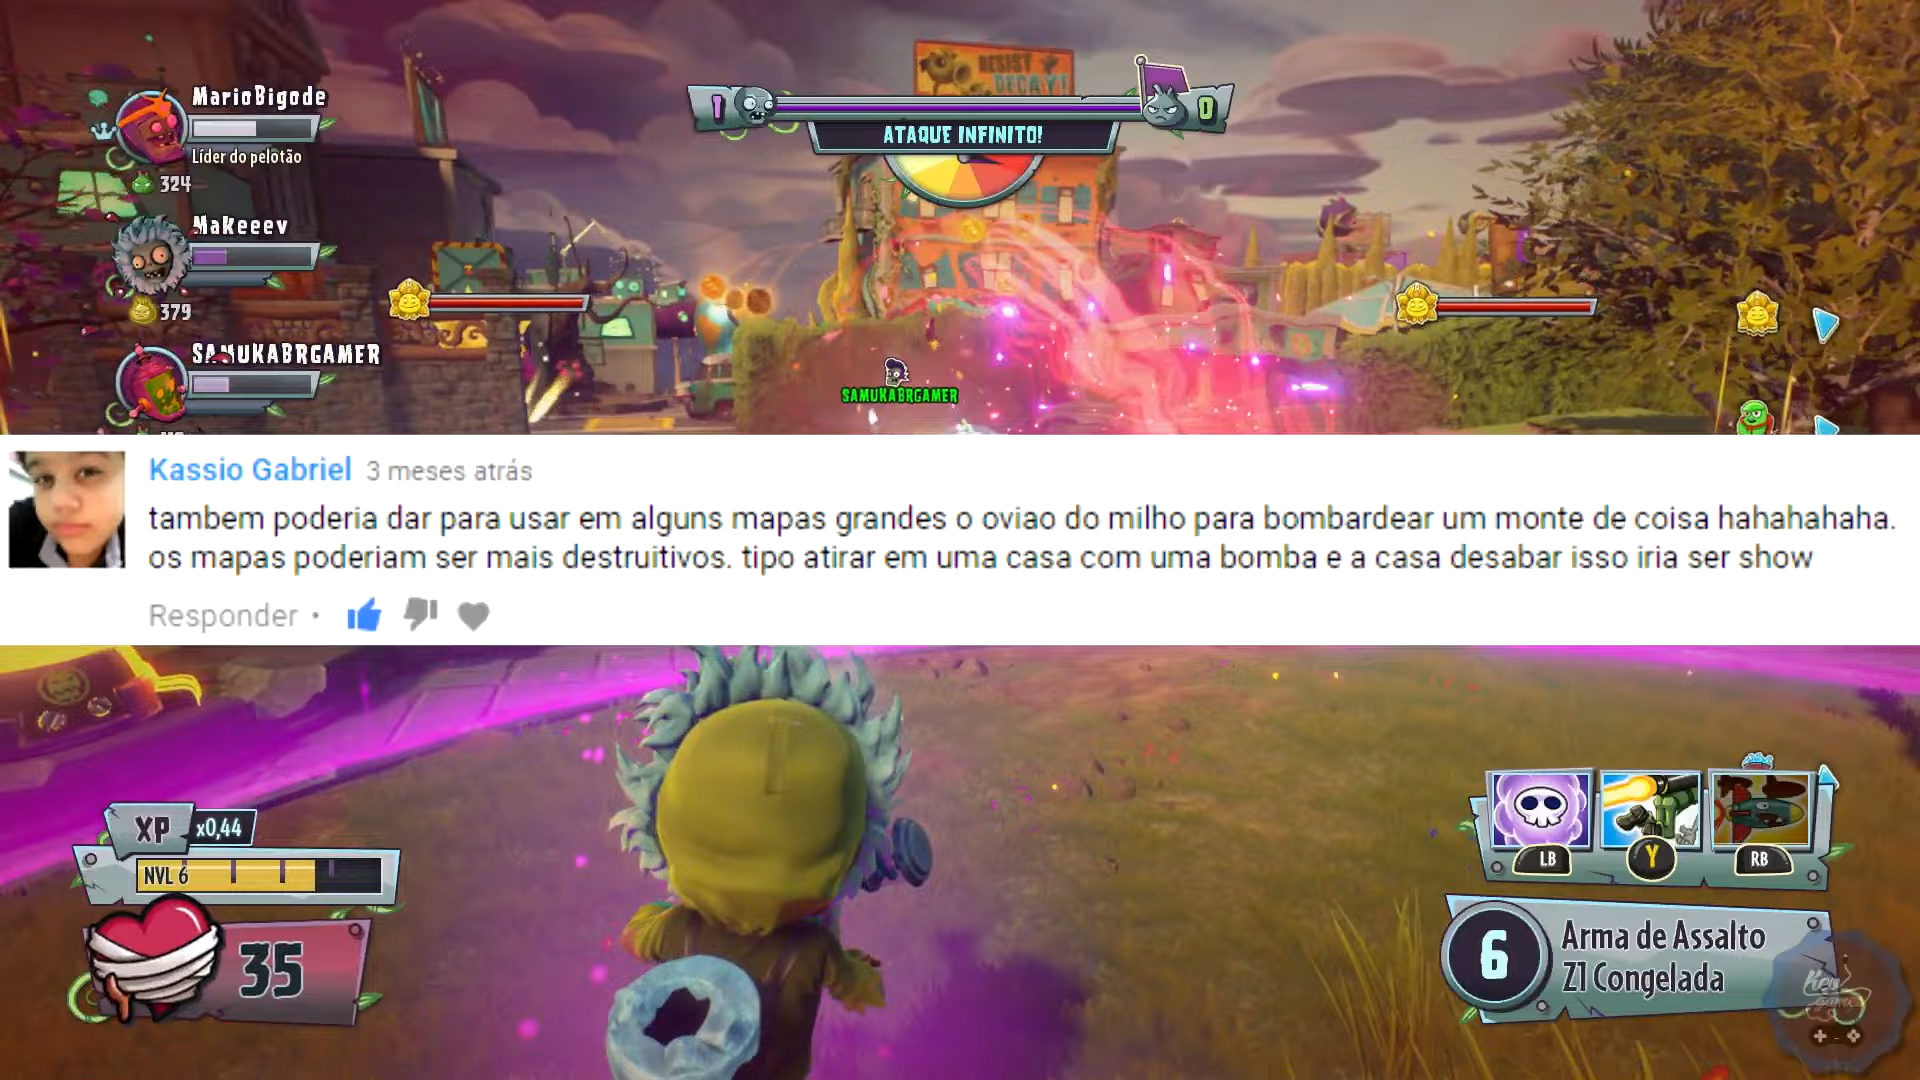 MarioBigode
Líder do pelotão
324
Makeeev
379
SAMUKABRGAMER
1
0
RESIST
DECAY!
ATAQUE INFINITO!
SAMUKABRGAMER
Kassio Gabriel 3 meses atrás
tambem poderia dar para usar em alguns mapas grandes o oviao do milho para bombardear um monte de coisa hahahahaha.
os mapas poderiam ser mais destruitivos. tipo atirar em uma casa com uma bomba e a casa desabar isso iria ser show
Responder •
XP x0,44
NVL 6
35
LB Y RB
6
Arma de Assalto
Z1 Congelada